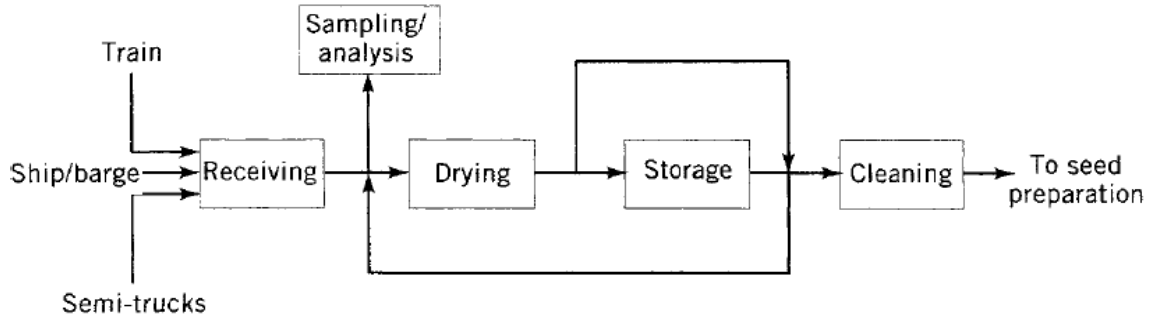 Sampling/
analysis
Train
Ship/barge
Receiving
Drying
Storage
Cleaning
To seed
preparation
Semi-trucks